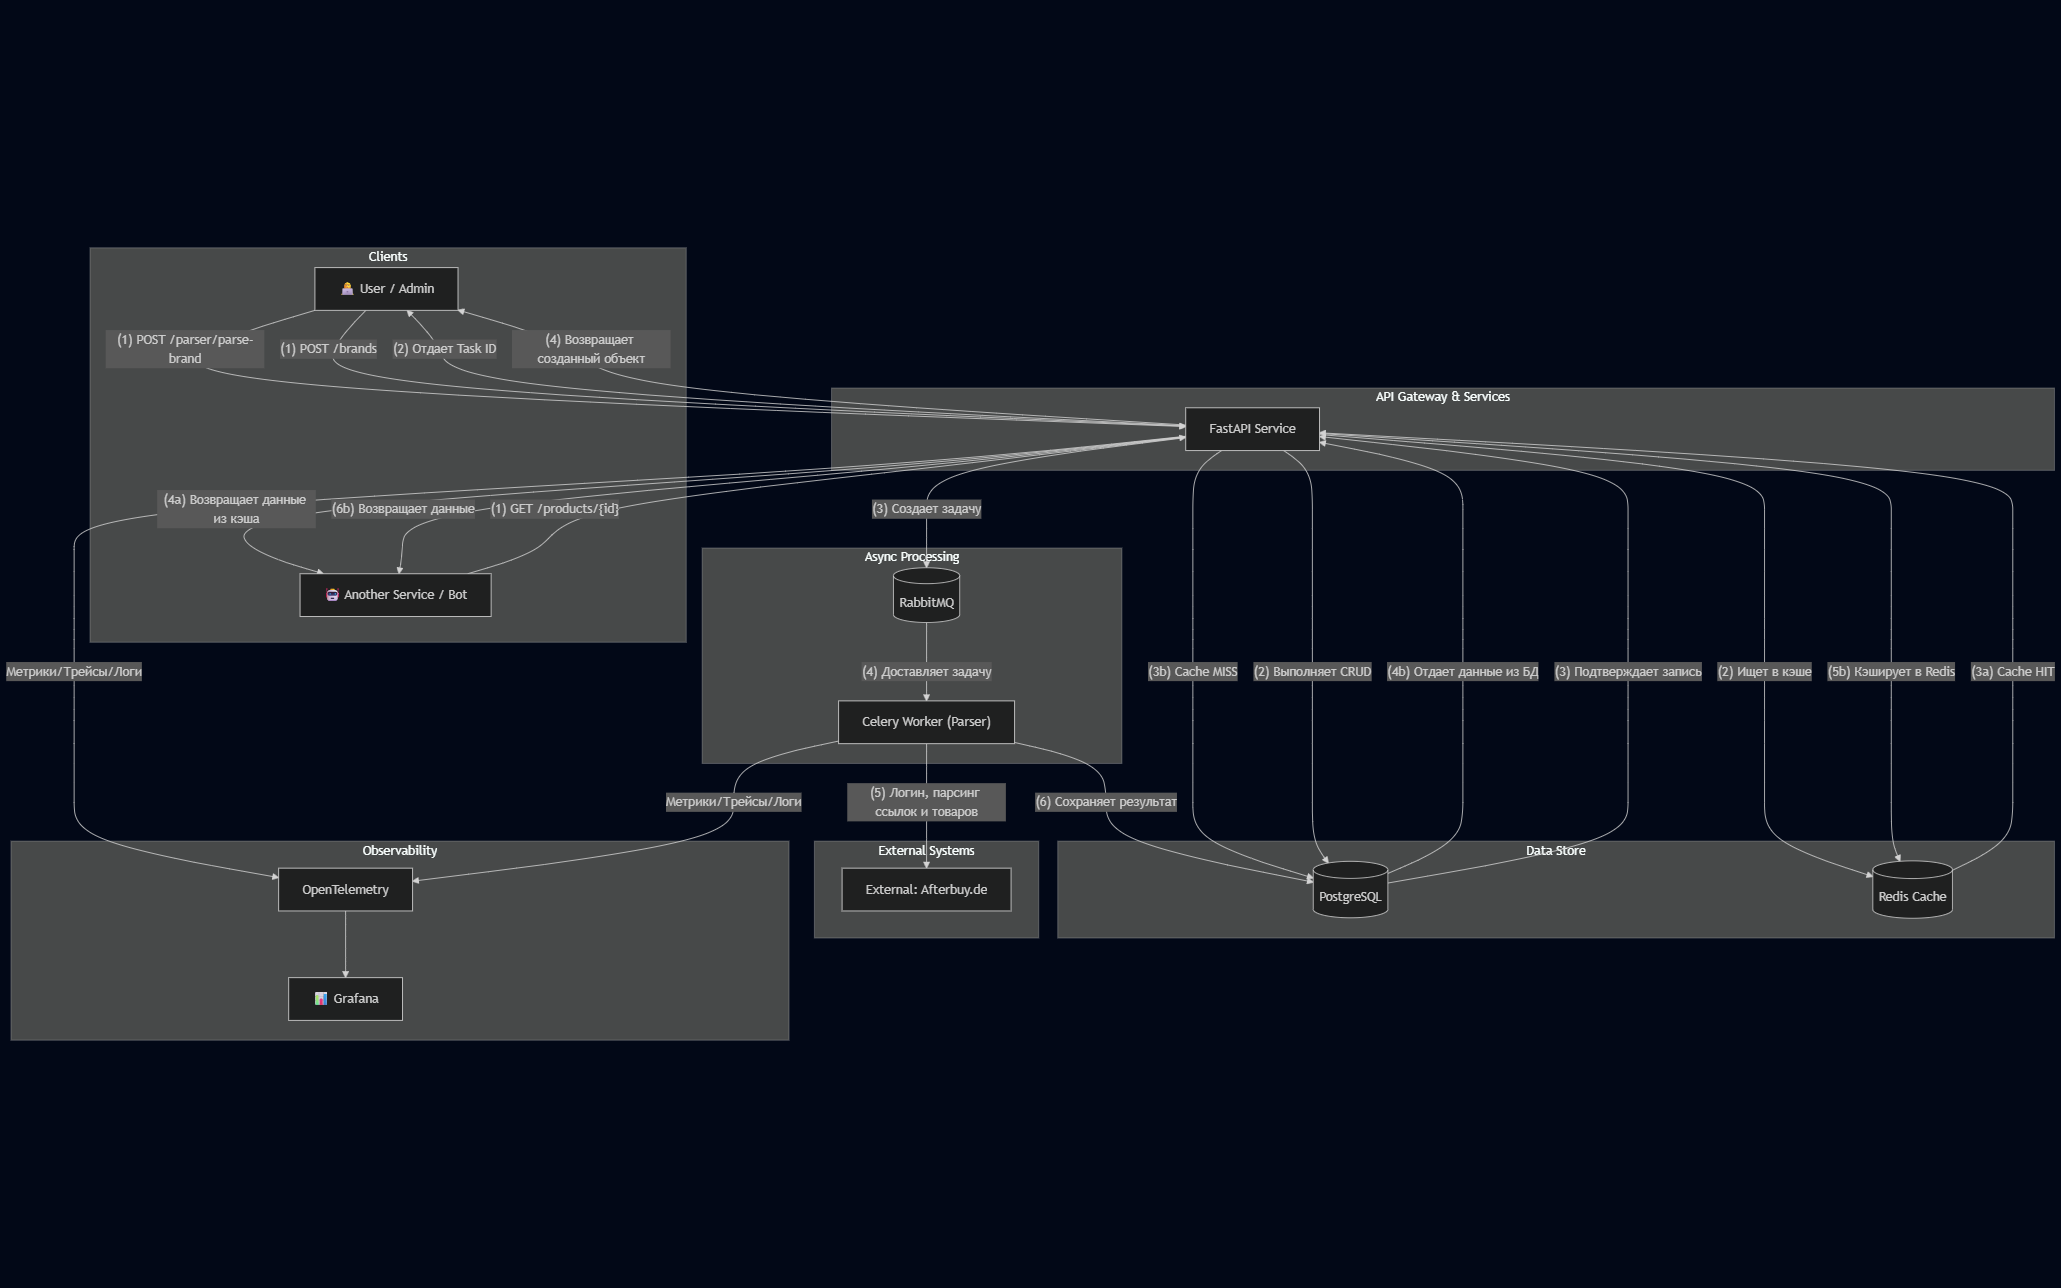 Clients
User / Admin
(1) POST /parser/parse-
brand
(1) POST /brands
(2) Отдает Task ID
(4) Возвращает
созданный объект
API Gateway & Services
FastAPI Service
(4a) Возвращает данные
из кэша
(6b) Возвращает данные
(1) GET /products/{id}
(3) Создает задачу
Async Processing
Another Service / Bot
RabbitMQ
Метрики/Трейсы/Логи
(4) Доставляет задачу
(3b) Cache MISS
(2) Выполняет CRUD
(4b) Отдает данные из БД
(3) Подтверждает запись
(2) Ищет в кэше
(5b) Кэширует в Redis
(3a) Cache HIT
Celery Worker (Parser)
Метрики/Трейсы/Логи
(5) Логин, парсинг
ссылок и товаров
(6) Сохраняет результат
Observability
External Systems
Data Store
OpenTelemetry
External: Afterbuy.de
PostgreSQL
Redis Cache
Grafana